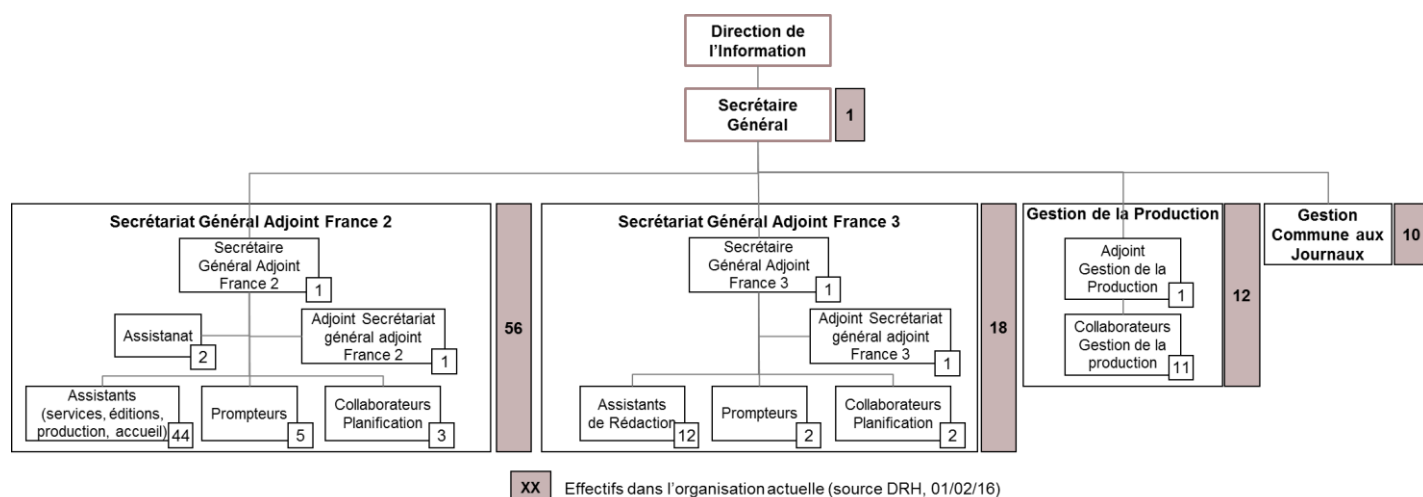 Direction de
l'Information
Secrétaire
Général
1
Secrétariat Général Adjoint France 2
Secrétaire
Général Adjoint
France 2
1
Assistanat
2
Adjoint Secrétariat
général adjoint
France 2
1
Assistants
(services, éditions,
production, accueil)
44
Prompteurs
5
Collaborateurs
Planification
3
56
Secrétariat Général Adjoint France 3
Secrétaire
Général Adjoint
France 3
1
Adjoint Secrétariat
général adjoint
France 3
1
Assistants
de Rédaction
12
Prompteurs
2
Collaborateurs
Planification
2
18
Gestion de la Production
Adjoint
Gestion de la
Production
1
Collaborateurs
Gestion de la
production
11
12
Gestion
Commune aux
Journaux
10
XX Effectifs dans l'organisation actuelle (source DRH, 01/02/16)